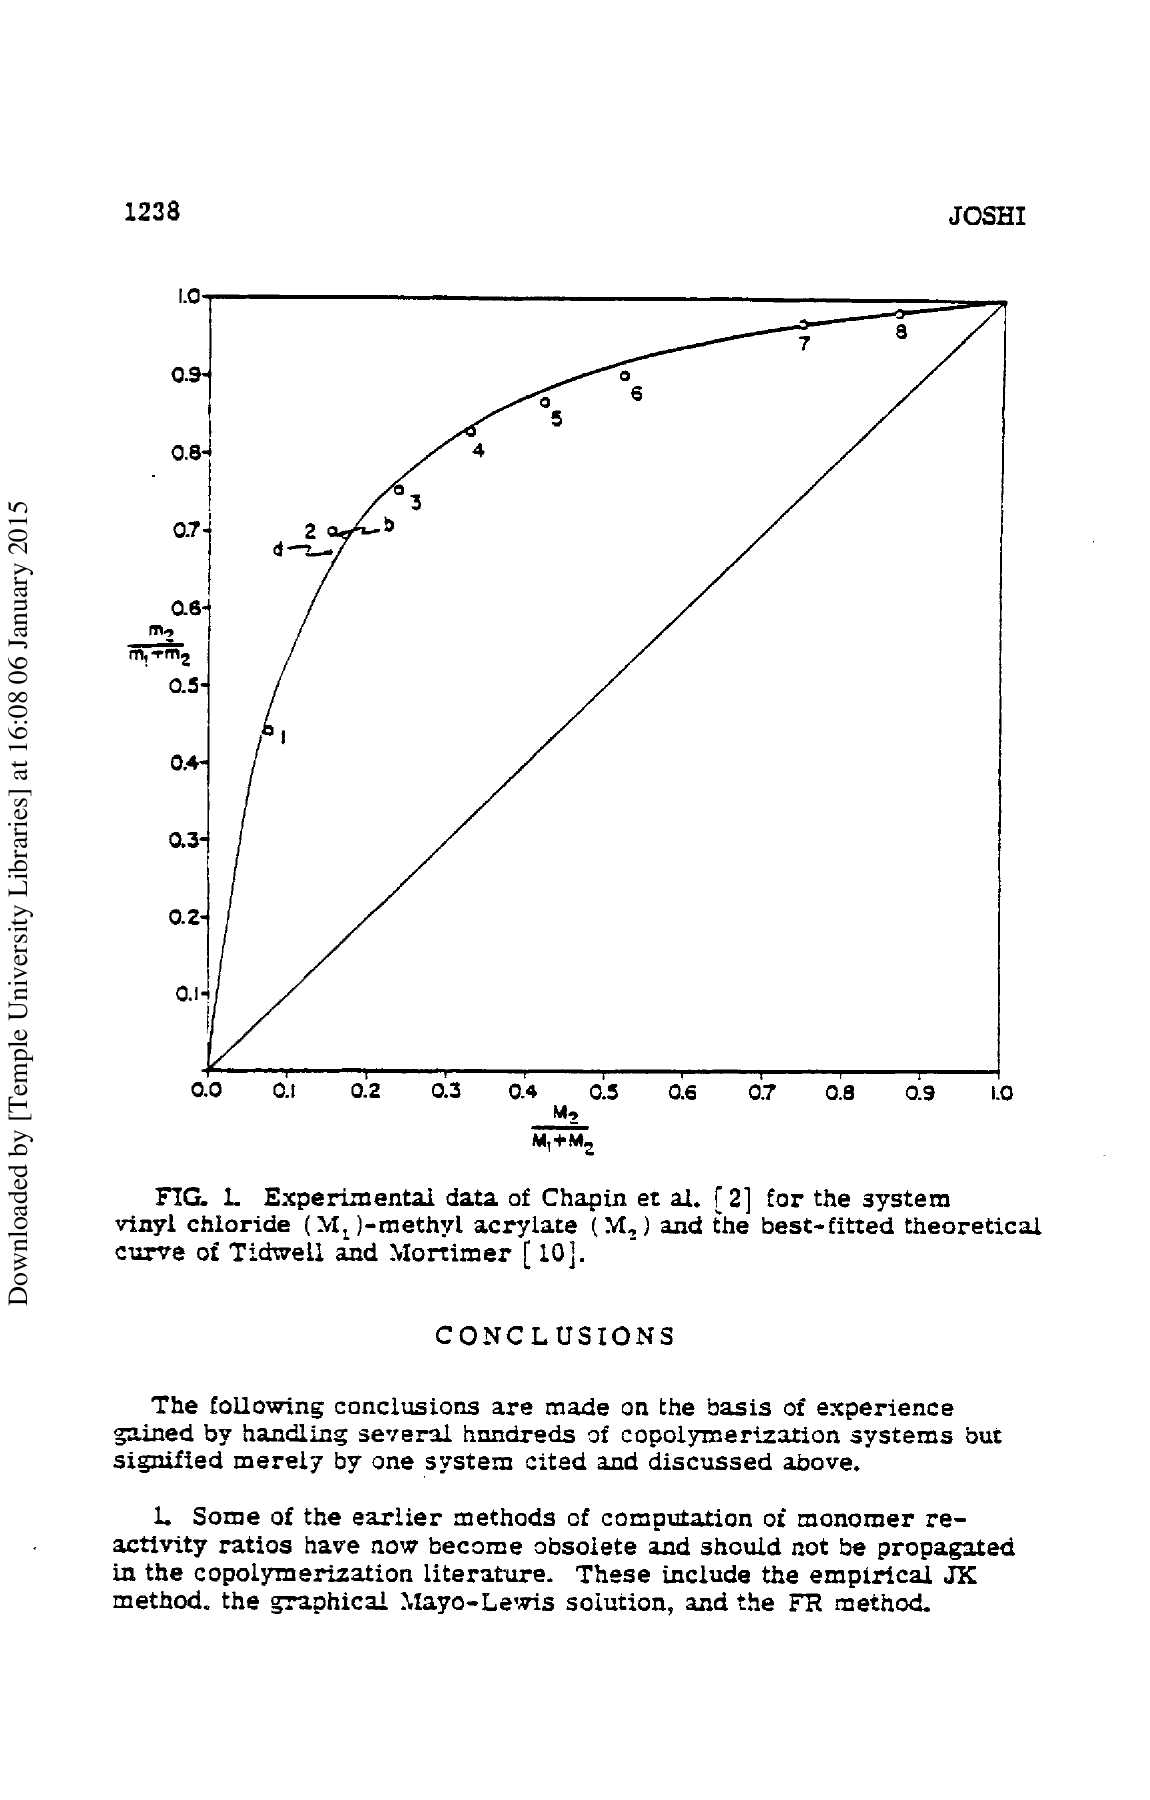 1238 JOSHI
1.0
0.9
0.8
0.7
0.6
m2
m1+m2
0.5
0.4
0.3
0.2
0.1
1
2
b
d
3
4
5
6
7
8
0.0 0.1 0.2 0.3 0.4 0.5 0.6 0.7 0.8 0.9 1.0
M2
M1+M2
FIG. 1. Experimental data of Chapin et al. [2] for the system
vinyl chloride (M1)-methyl acrylate (M2) and the best-fitted theoretical
curve of Tidwell and Mortimer [10].
CONCLUSIONS
The following conclusions are made on the basis of experience
gained by handling several hundreds of copolymerization systems but
signified merely by one system cited and discussed above.
1. Some of the earlier methods of computation of monomer re-
activity ratios have now become obsolete and should not be propagated
in the copolymerization literature. These include the empirical JK
method, the graphical Mayo-Lewis solution, and the FR method.
Downloaded by [Temple University Libraries] at 16:08 06 January 2015